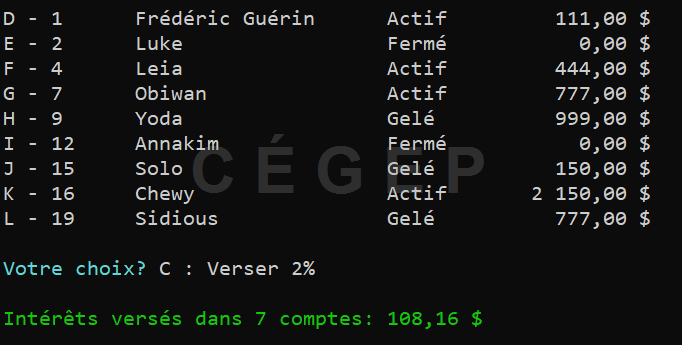 D - 1 Frédéric Guérin Actif 111,00 $
E - 2 Luke Fermé 0,00 $
F - 4 Leia Actif 444,00 $
G - 7 Obiwan Actif 777,00 $
H - 9 Yoda Gelé 999,00 $
I - 12 Annakim Fermé 0,00 $
CÉGEP
J - 15 Solo Gelé 150,00 $
K - 16 Chewy Actif 2 150,00 $
L - 19 Sidious Gelé 777,00 $
Votre choix? C : Verser 2%
Intérêts versés dans 7 comptes: 108,16 $